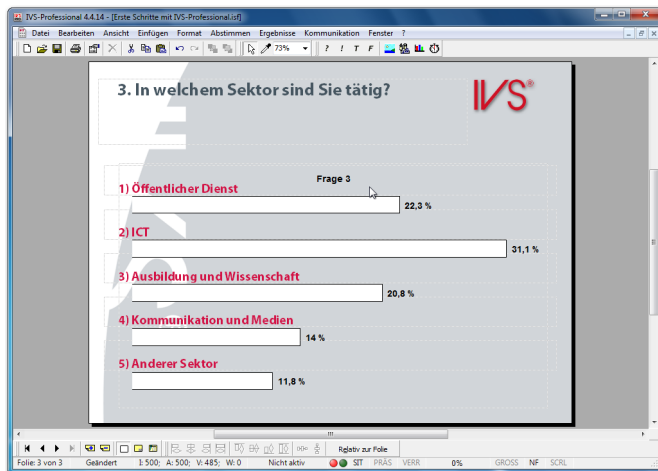 IVS-Professional 4.4.14 - [Erste Schritte mit IVS-Professional.isf]
Datei Bearbeiten Ansicht Einfügen Format Abstimmen Ergebnisse Kommunikation Fenster ?
73% ? ! T F
3. In welchem Sektor sind Sie tätig?
IVS®
Frage 3
1) Öffentlicher Dienst
22,3 %
2) ICT
31,1 %
3) Ausbildung und Wissenschaft
20,8 %
4) Kommunikation und Medien
14 %
5) Anderer Sektor
11,8 %
Relativ zur Folie
Folie: 3 von 3 Geändert I: 500; A: 500; V: 485; W: 0 Nicht aktiv SIT PRÄS VERR 0% GROSS NF SCRL